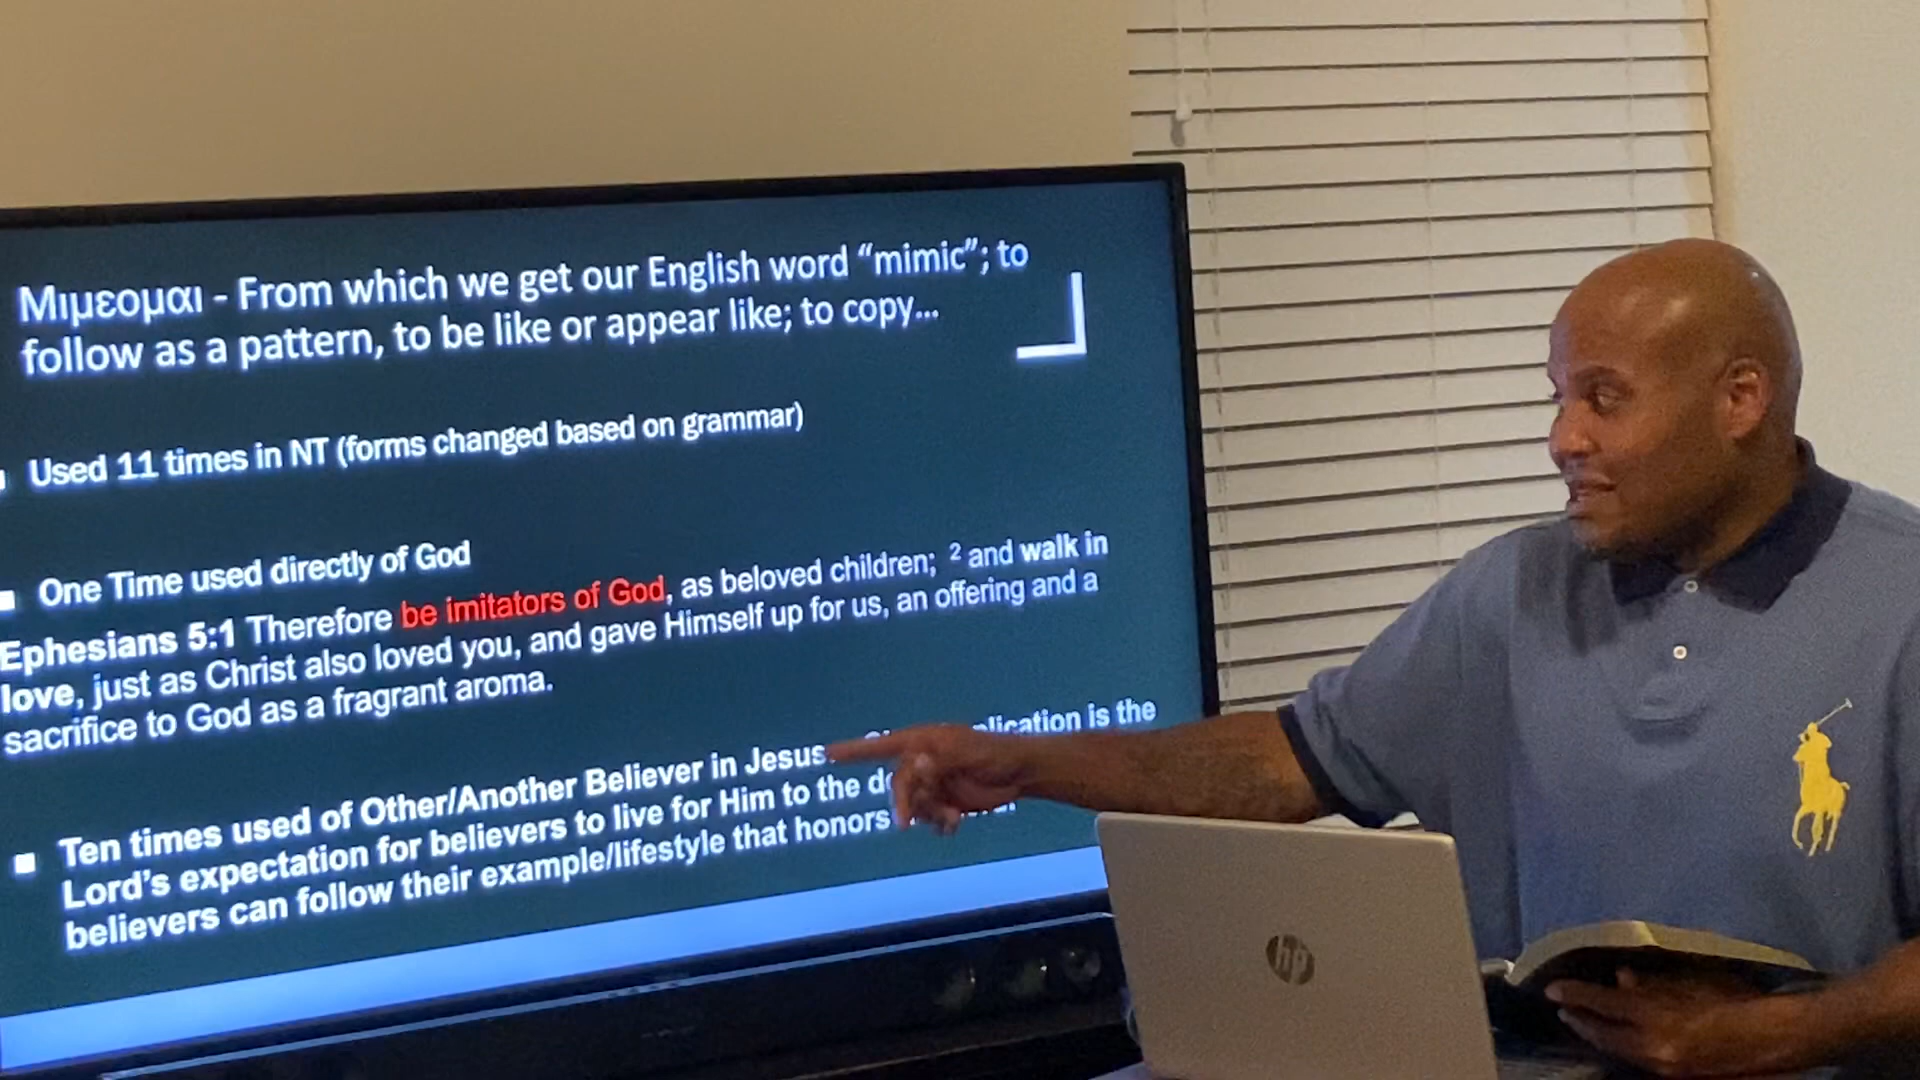 Μιμεομαι - From which we get our English word “mimic”; to
follow as a pattern, to be like or appear like; to copy...
Used 11 times in NT (forms changed based on grammar)
One Time used directly of God
Ephesians 5:1 Therefore be imitators of God, as beloved children; ² and walk in
love, just as Christ also loved you, and gave Himself up for us, an offering and a
sacrifice to God as a fragrant aroma.
Ten times used of Other/Another Believer in Jesus. is the
Lord’s expectation for believers to live for Him to the
believers can follow their example/lifestyle that honors
hp